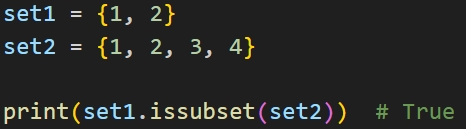 set1 = {1, 2}
set2 = {1, 2, 3, 4}
print(set1.issubset(set2))  # True